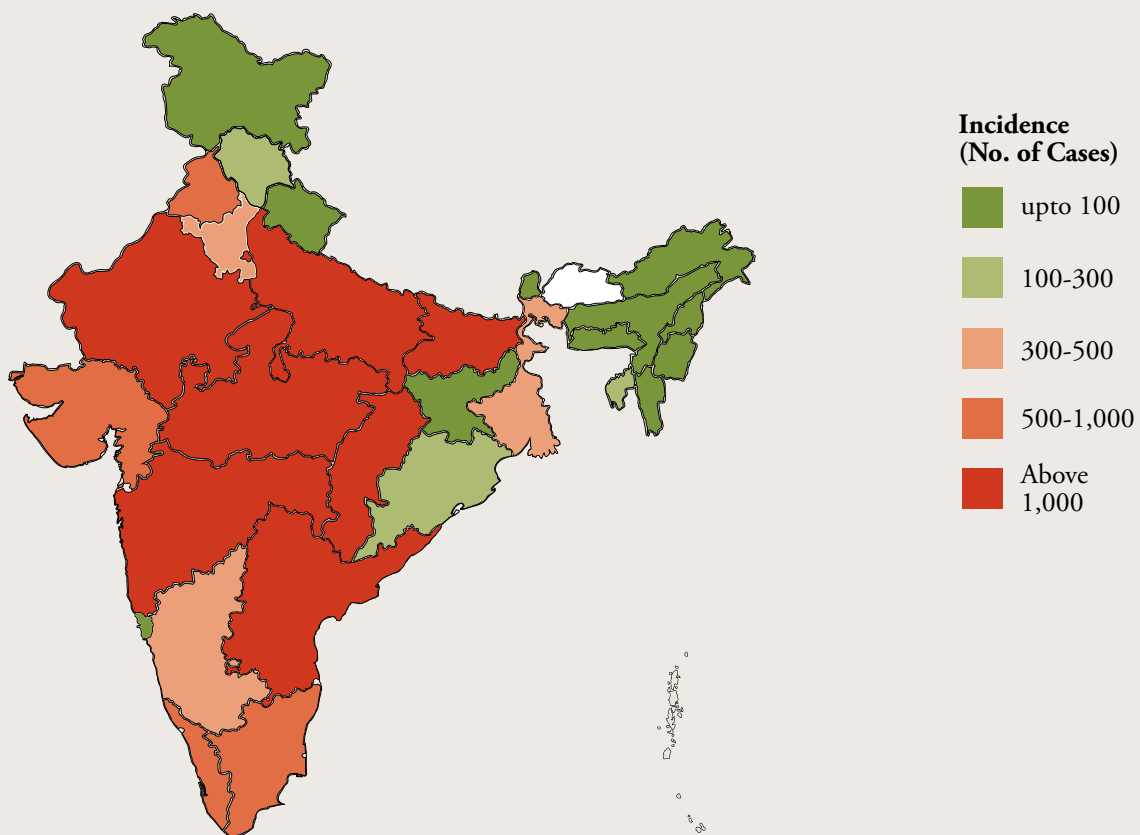 Incidence
(No. of Cases)
upto 100
100-300
300-500
500-1,000
Above
1,000